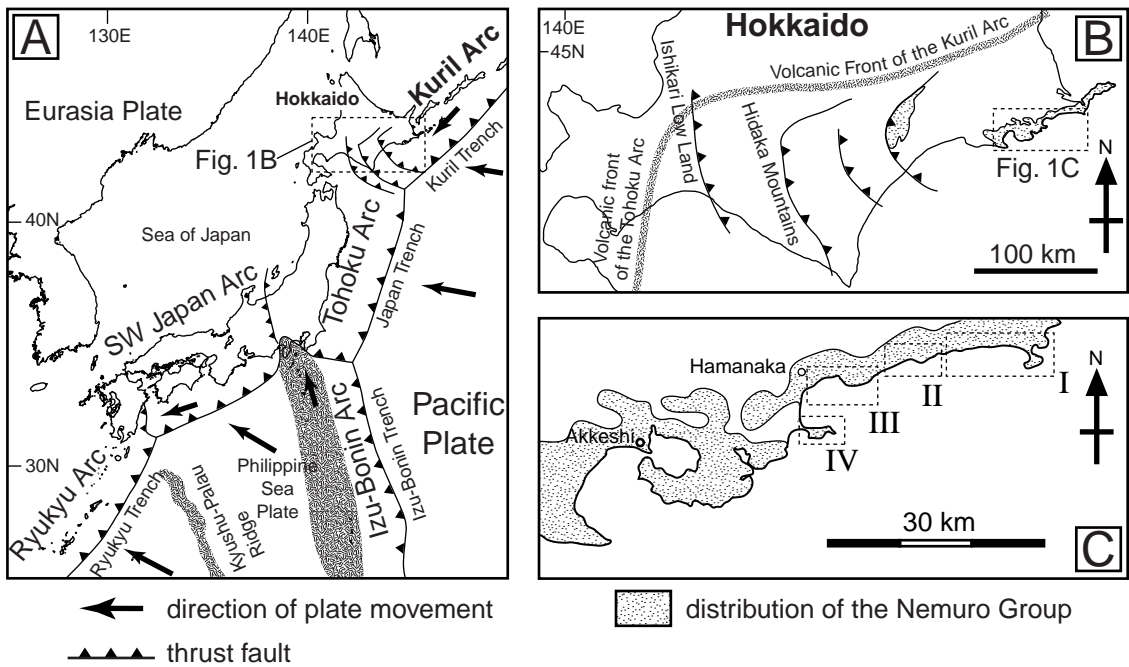 A
130E
140E
Kuril Arc
Hokkaido
Eurasia Plate
Fig. 1B
Kuril Trench
40N
Sea of Japan
Tohoku Arc
Japan Trench
SW Japan Arc
Pacific
Plate
Izu-Bonin Arc
Izu-Bonin Trench
30N
Philippine
Sea
Plate
Ryukyu Arc
Ryukyu Trench
Kyushu-Palau
Ridge
B
140E
45N
Hokkaido
Volcanic Front of the Kuril Arc
Ishikari Low Land
Hidaka Mountains
Volcanic front
of the Tohoku Arc
Fig. 1C
N
100 km
Hamanaka
I
II
III
IV
Akkeshi
N
30 km
C
direction of plate movement
thrust fault
distribution of the Nemuro Group